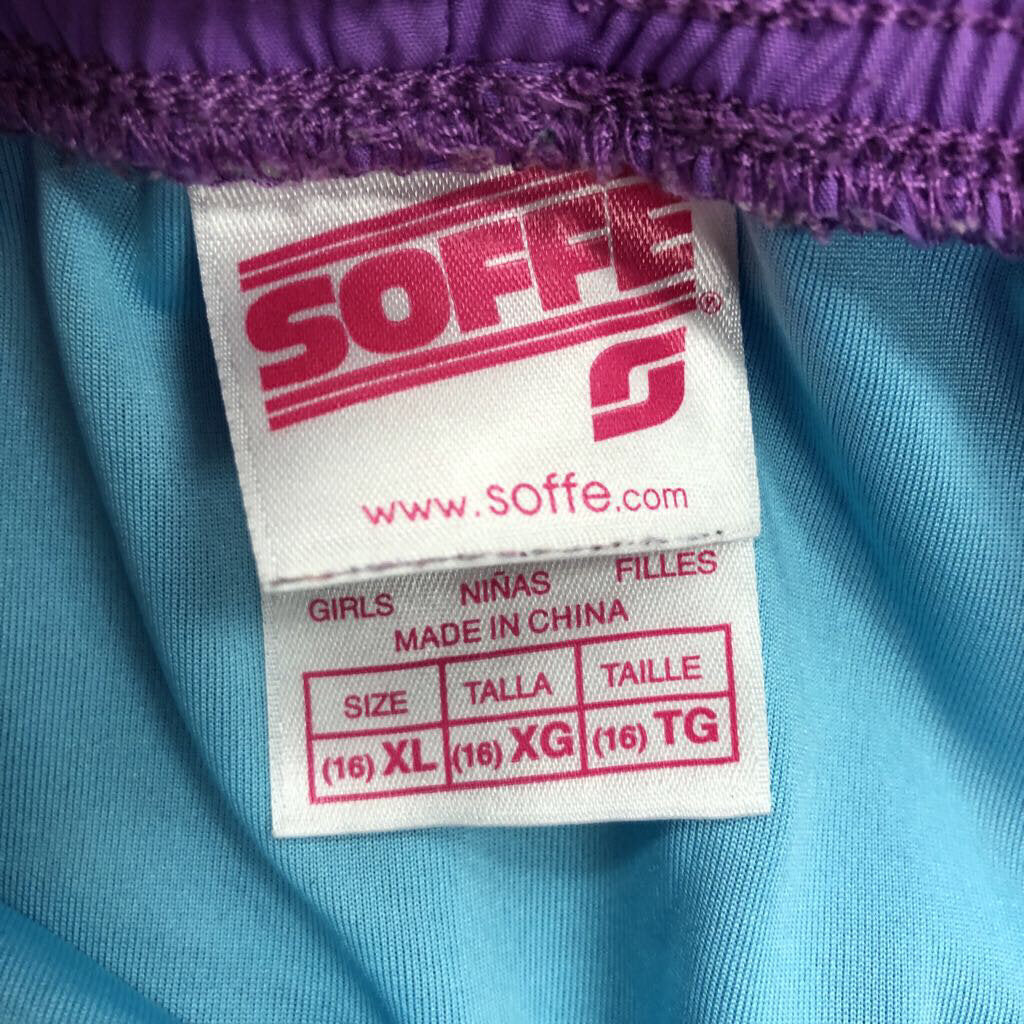 SOFFE®
S
www.soffe.com
GIRLS NIÑAS FILLES
MADE IN CHINA
SIZE TALLA TAILLE
(16) XL (16) XG (16) TG